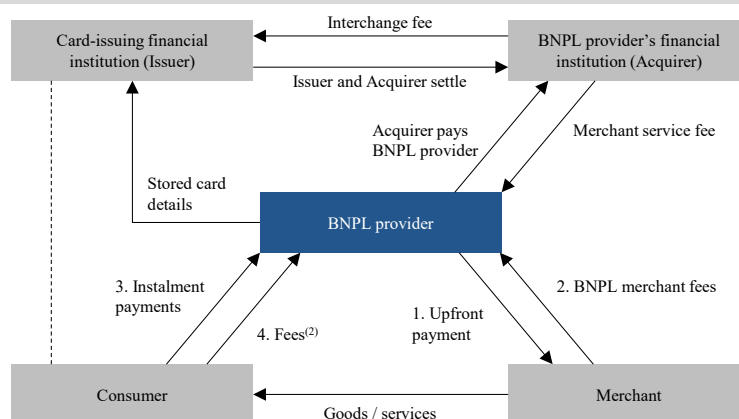 Interchange fee
Card-issuing financial
institution (Issuer)
BNPL provider’s financial
institution (Acquirer)
Issuer and Acquirer settle
Acquirer pays
BNPL provider
Merchant service fee
Stored card
details
BNPL provider
3. Instalment
payments
4. Fees(2)
1. Upfront
payment
2. BNPL merchant fees
Consumer
Merchant
Goods / services